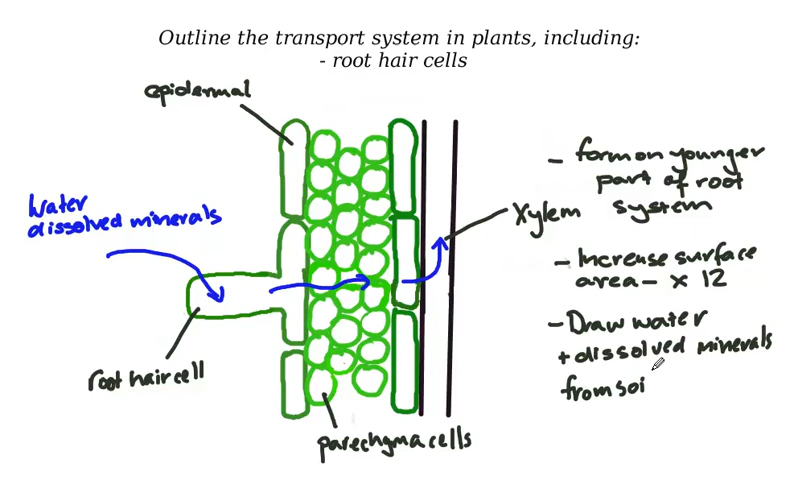 Outline the transport system in plants, including:
- root hair cells
epidermal
Water
dissolved minerals
root hair cell
parechyma cells
Xylem
- form on younger
part of root
system
- Increase surface
area - x 12
- Draw water
+ dissolved minerals
from soi